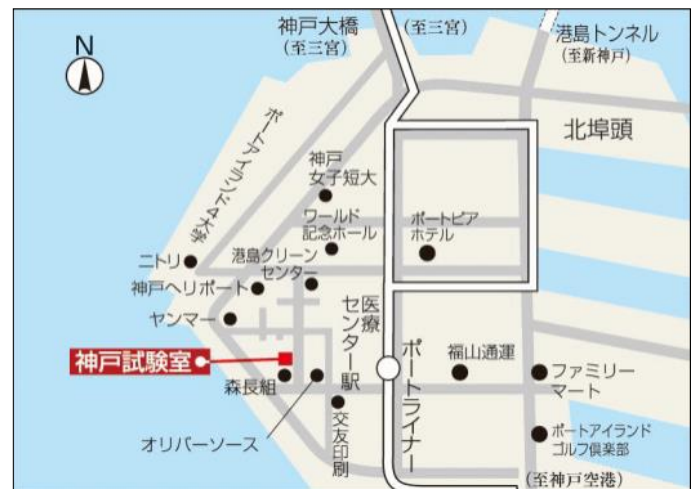 神戸大橋
(至三宮)
(至三宮)
港島トンネル
(至新神戸)
N
北埠頭
ポートアイランド4大学
神戸
女子短大
ワールド
記念ホール
ポートピア
ホテル
港島クリーン
センター
ニトリ
神戸ヘリポート
ヤンマー
医療
センター駅
ポートライナー
福山通運
ファミリー
マート
神戸試験室
森長組
オリバーソース
交友印刷
ポートアイランド
ゴルフ倶楽部
(至神戸空港)